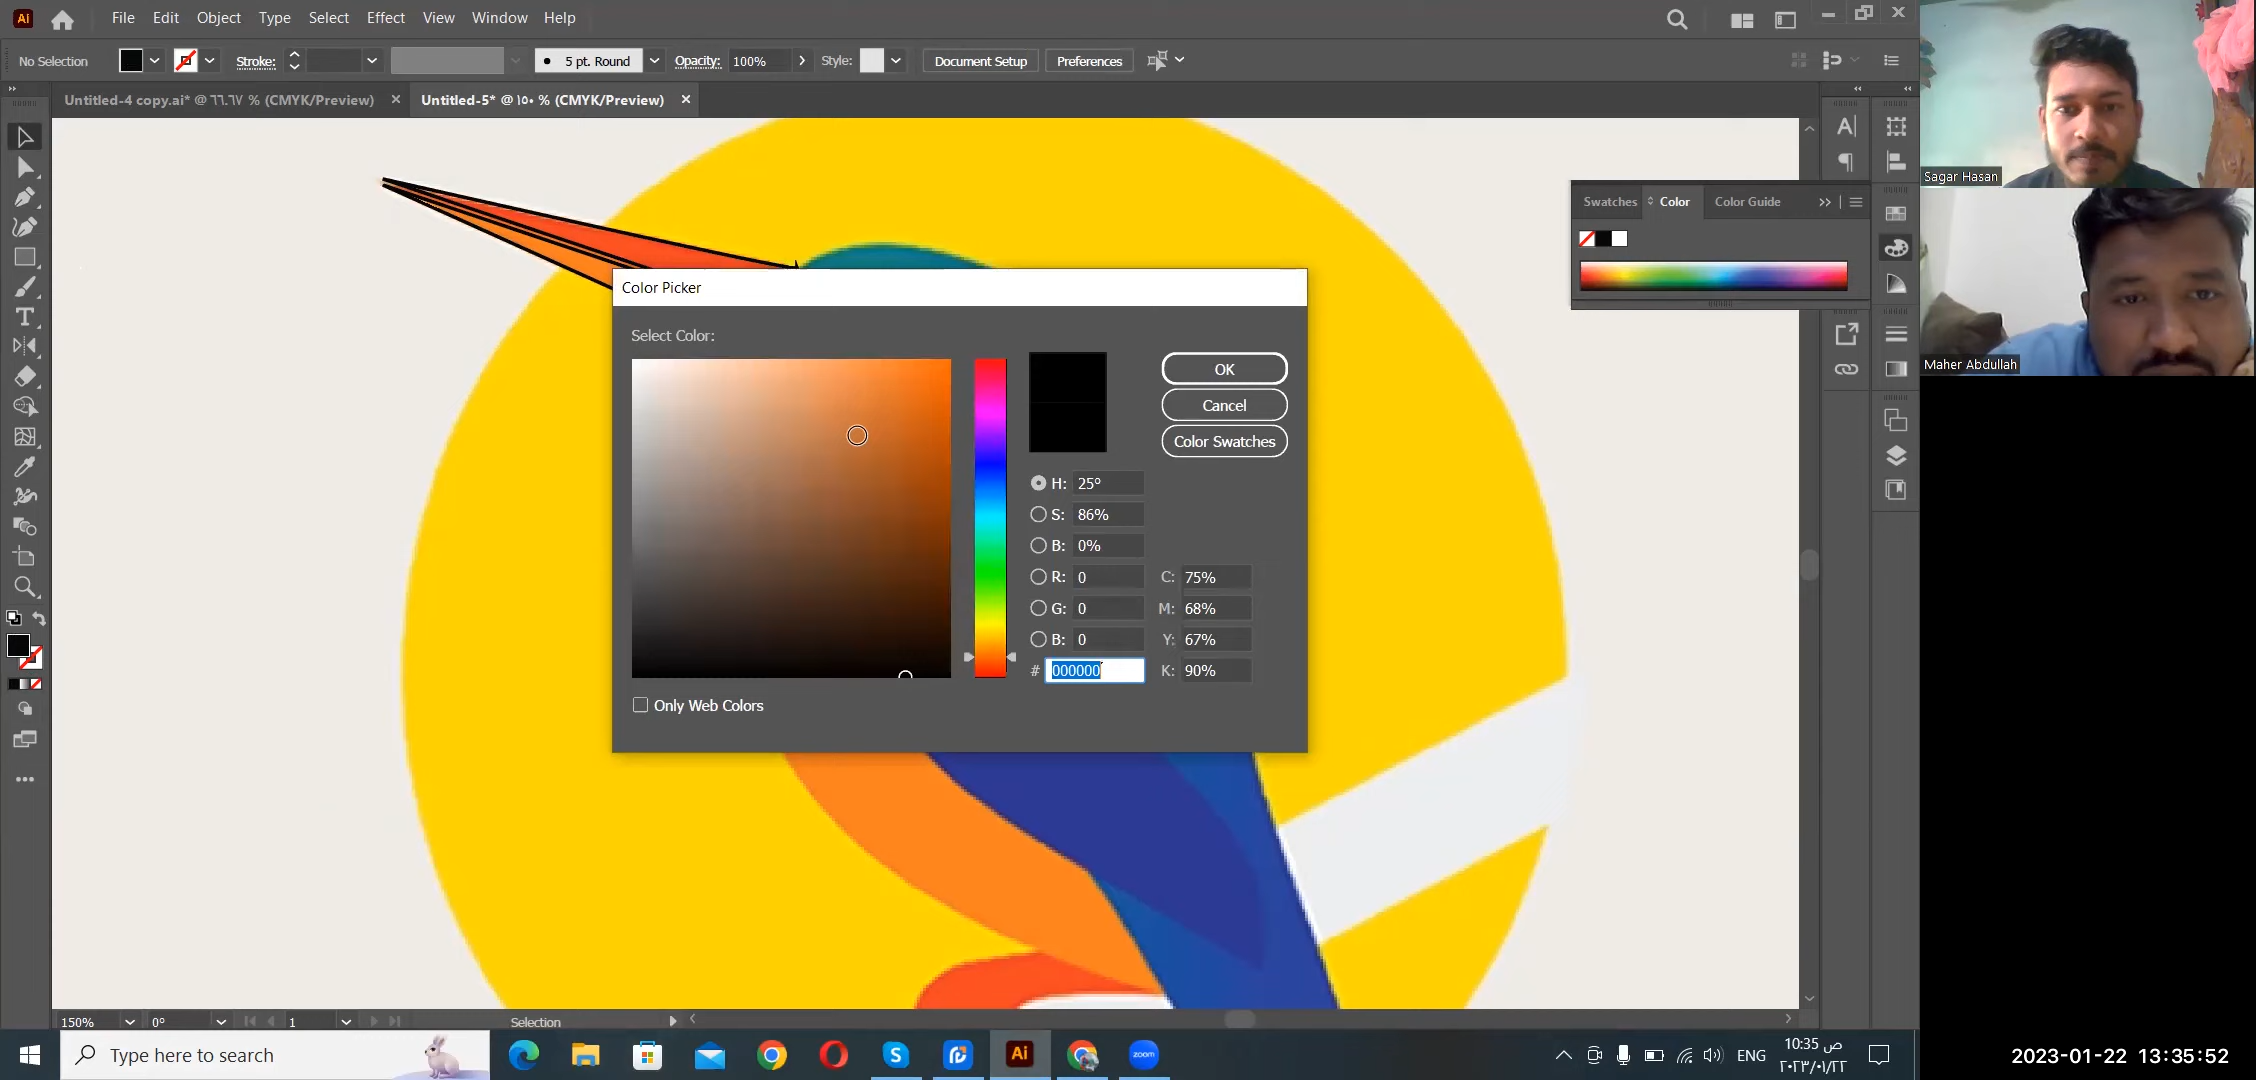 Ai File Edit Object Type Select Effect View Window Help
No Selection Stroke: 5 pt. Round Opacity: 100% Style: Document Setup Preferences
Untitled-4 copy.ai* @ ٦٦.٦٧ % (CMYK/Preview) Untitled-5* @ ١٥٠ % (CMYK/Preview)
Sagar Hasan
Maher Abdullah
Swatches Color Color Guide
Color Picker
Select Color:
OK
Cancel
Color Swatches
H: 25°
S: 86%
B: 0%
R: 0 C: 75%
G: 0 M: 68%
B: 0 Y: 67%
# 000000 K: 90%
Only Web Colors
150% 0° 1 Selection
Type here to search
Ai
zoom
ENG
10:35 ص
٢٠٢٣/٠١/٢٢
2023-01-22 13:35:52